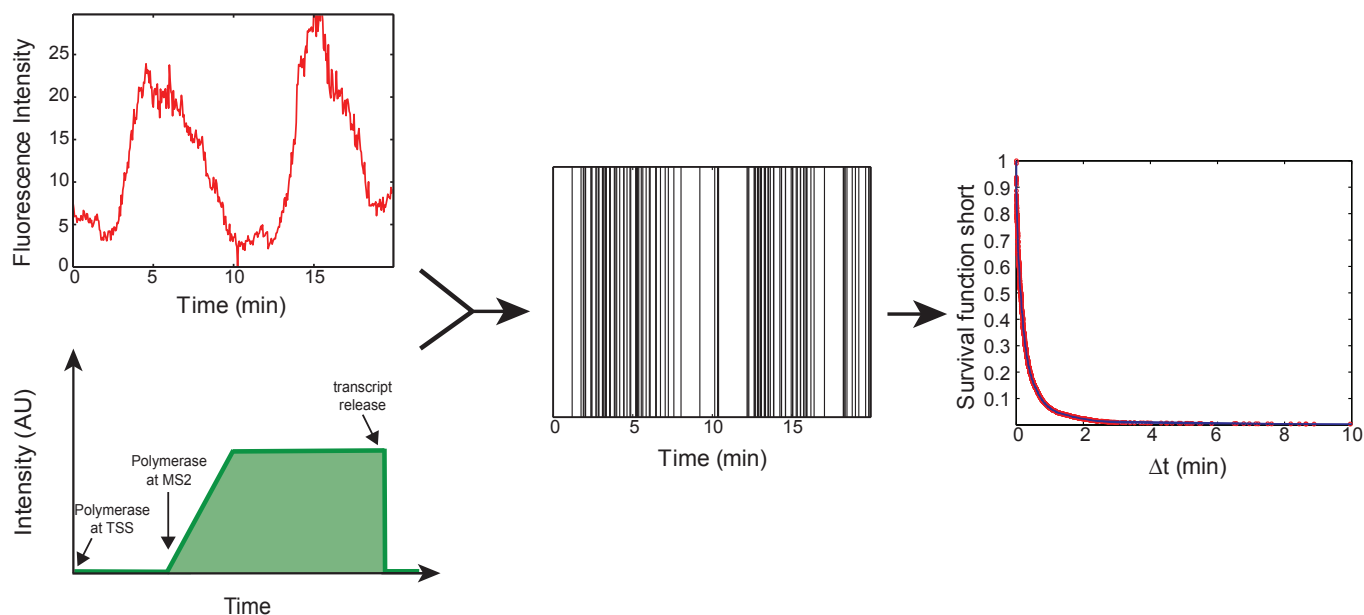 Fluorescence Intensity
25
20
15
10
5
0
0 5 10 15
Time (min)
Intensity (AU)
Polymerase
at TSS
Polymerase
at MS2
transcript
release
Time
0 5 10 15
Time (min)
Survival function short
1
0.9
0.8
0.7
0.6
0.5
0.4
0.3
0.2
0.1
0 2 4 6 8 10
Δt (min)